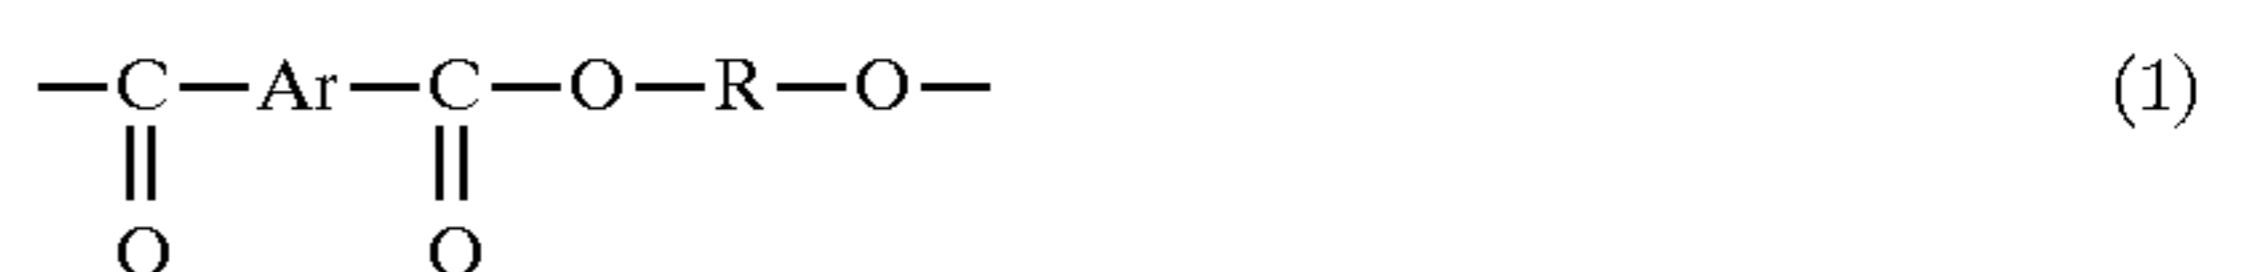 —C—Ar—C—O—R—O— (1)
‖ ‖
O O